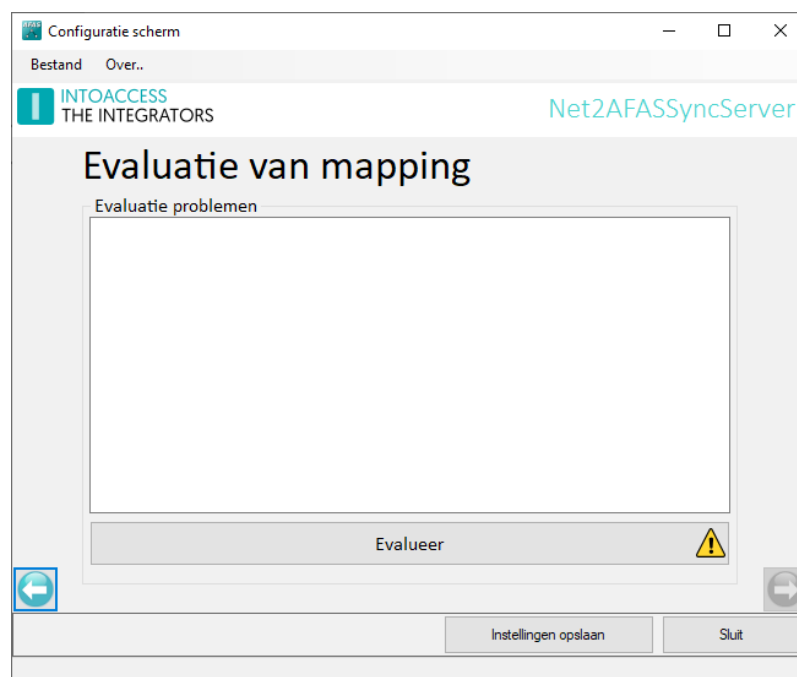 Configuratie scherm
Bestand Over..
INTOACCESS
THE INTEGRATORS
Net2AFASSyncServer
Evaluatie van mapping
Evaluatie problemen
Evalueer
Instellingen opslaan Sluit